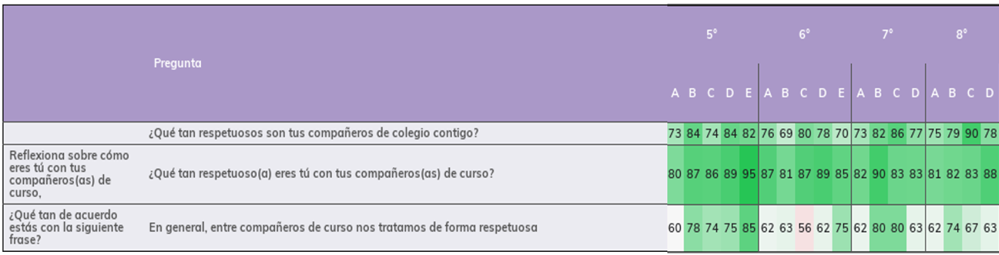 Pregunta
5° 6° 7° 8°
A B C D E A B C D E A B C D A B C D
¿Qué tan respetuosos son tus compañeros de colegio contigo? 73 84 74 84 82 76 69 80 78 70 73 82 86 77 75 79 90 78
Reflexiona sobre cómo
eres tú con tus
compañeros(as) de
curso,
¿Qué tan respetuoso(a) eres tú con tus compañeros(as) de curso? 80 87 86 89 95 87 81 87 89 85 82 90 83 83 81 82 83 88
¿Qué tan de acuerdo
estás con la siguiente
frase?
En general, entre compañeros de curso nos tratamos de forma respetuosa 60 78 74 75 85 62 63 56 62 75 62 80 80 63 62 74 67 63